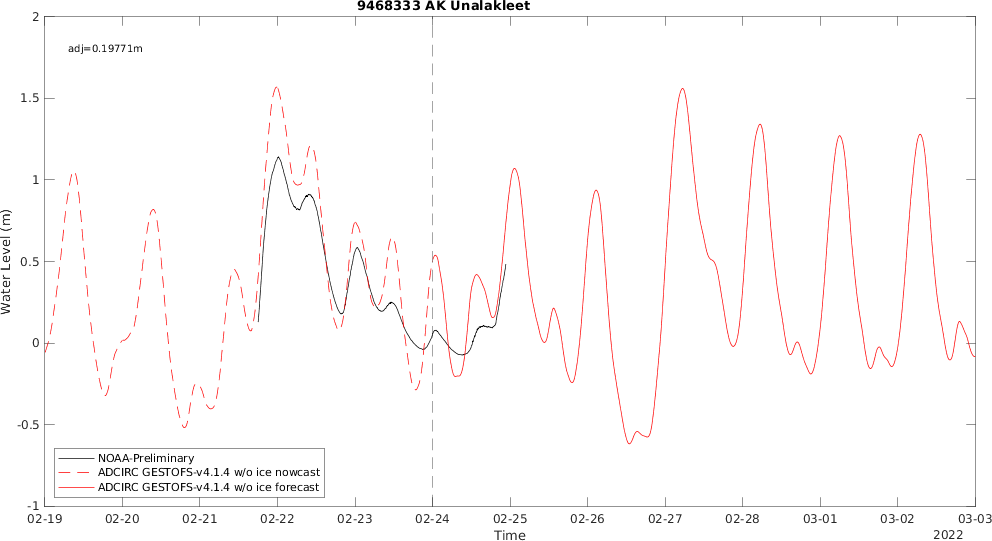 9468333 AK Unalakleet
adj=0.19771m
2
1.5
1
0.5
0
-0.5
-1
Water Level (m)
NOAA-Preliminary
ADCIRC GESTOFS-v4.1.4 w/o ice nowcast
ADCIRC GESTOFS-v4.1.4 w/o ice forecast
02-19 02-20 02-21 02-22 02-23 02-24 02-25 02-26 02-27 02-28 03-01 03-02 03-03
Time
2022